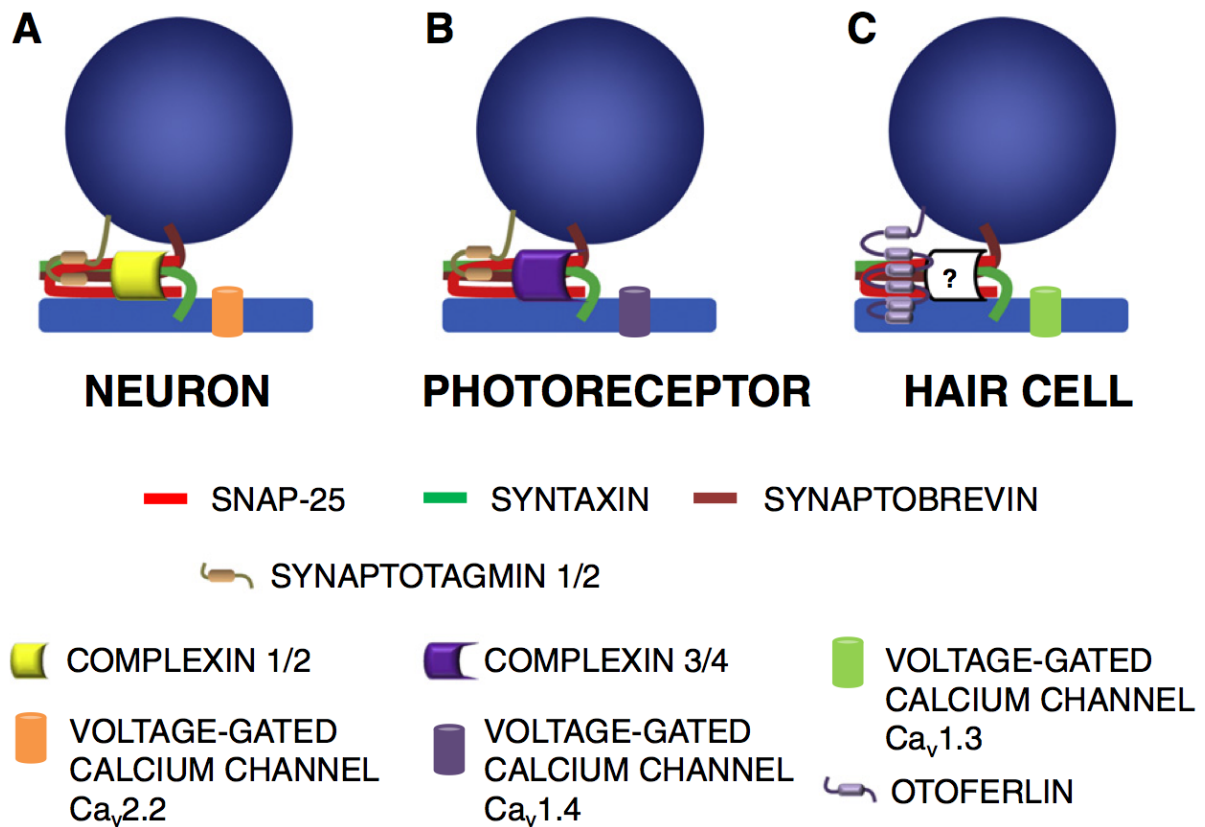 A
B
C
?
NEURON
PHOTORECEPTOR
HAIR CELL
SNAP-25
SYNTAXIN
SYNAPTOBREVIN
SYNAPTOTAGMIN 1/2
COMPLEXIN 1/2
COMPLEXIN 3/4
VOLTAGE-GATED
CALCIUM CHANNEL
Cav1.3
VOLTAGE-GATED
CALCIUM CHANNEL
Cav2.2
VOLTAGE-GATED
CALCIUM CHANNEL
Cav1.4
OTOFERLIN